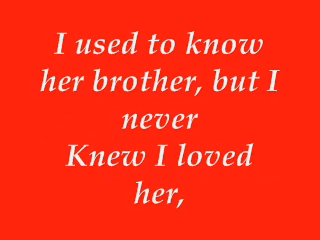 I used to know
her brother, but I
never
Knew I loved
her,